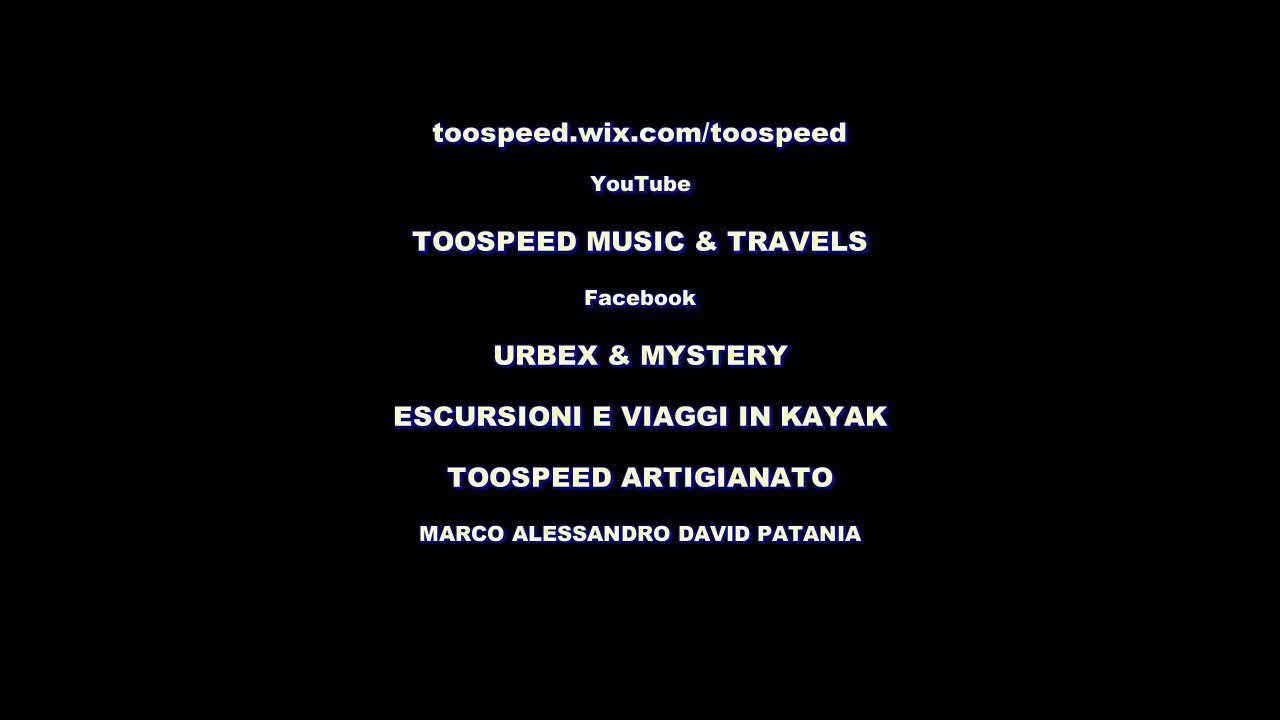 toospeed.wix.com/toospeed
YouTube
TOOSPEED MUSIC & TRAVELS
Facebook
URBEX & MYSTERY
ESCURSIONI E VIAGGI IN KAYAK
TOOSPEED ARTIGIANATO
MARCO ALESSANDRO DAVID PATANIA